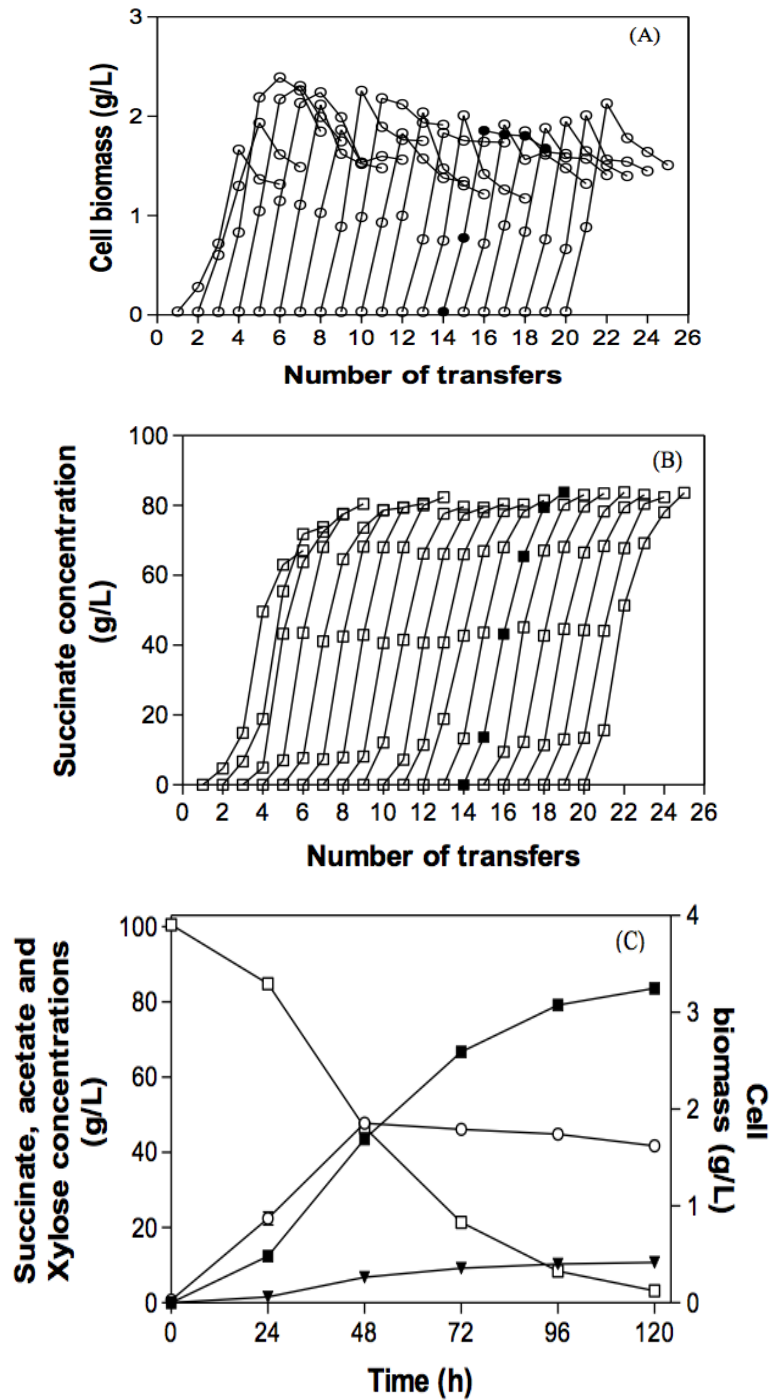 (A)
Cell biomass (g/L)
3
2
1
0
0 2 4 6 8 10 12 14 16 18 20 22 24 26
Number of transfers
(B)
Succinate concentration
(g/L)
100
80
60
40
20
0
0 2 4 6 8 10 12 14 16 18 20 22 24 26
Number of transfers
(C)
Succinate, acetate and
Xylose concentrations
(g/L)
100
80
60
40
20
0
4
3
2
1
0
Cell
biomass (g/L)
0 24 48 72 96 120
Time (h)